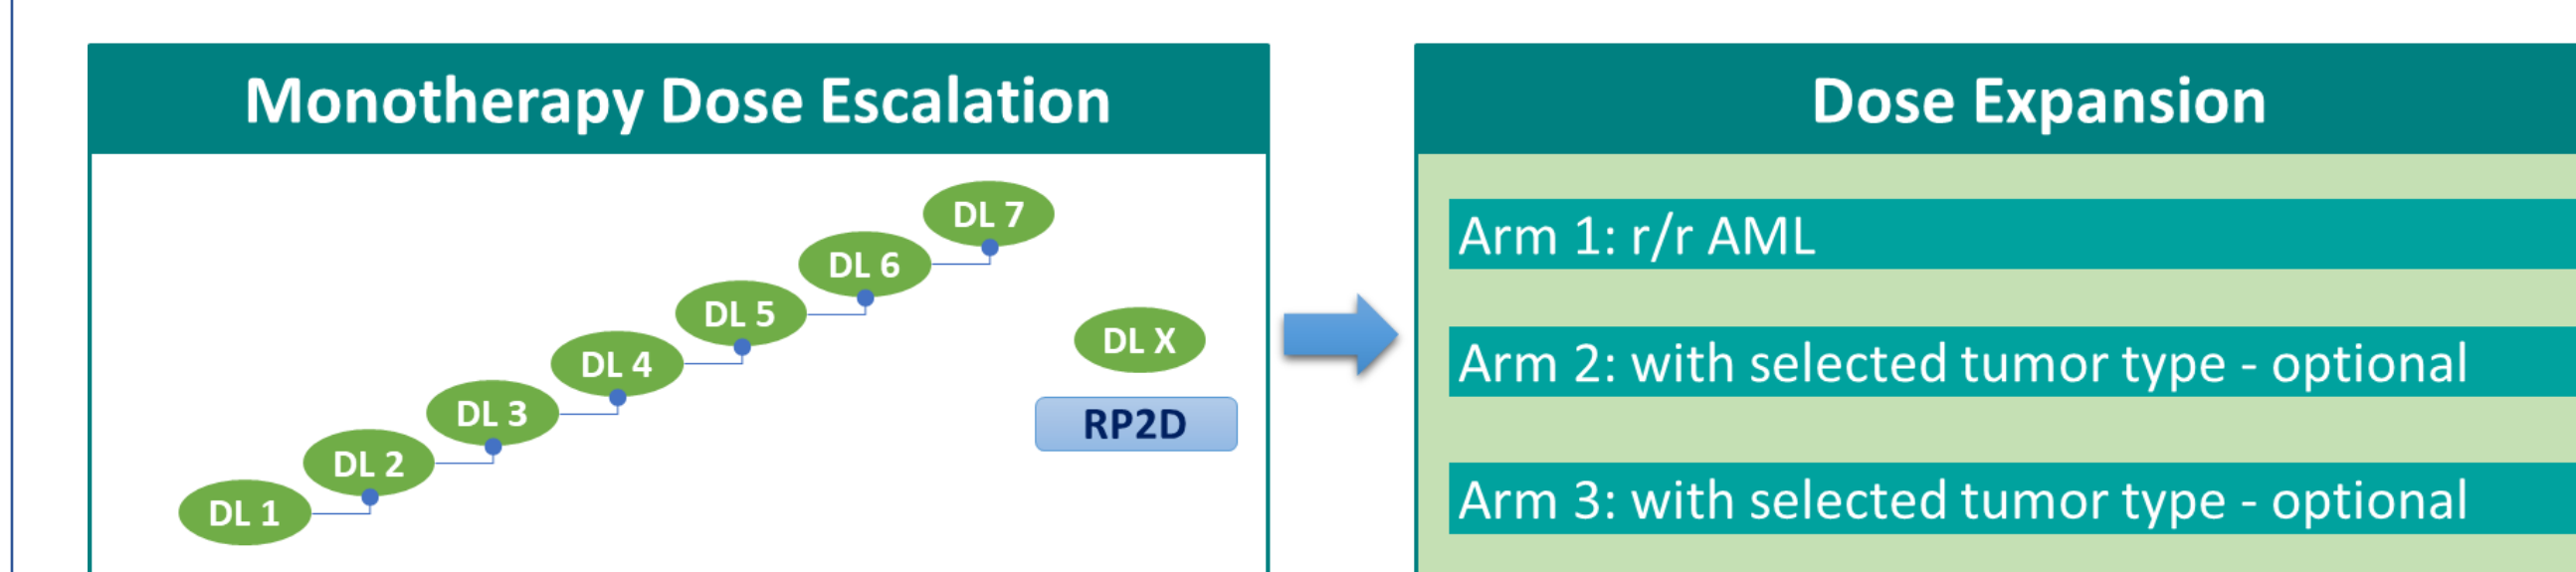 Monotherapy Dose Escalation
DL 7
DL 6
DL 5
DL 4
DL 3
DL 2
DL 1
DL X
RP2D
Dose Expansion
Arm 1: r/r AML
Arm 2: with selected tumor type - optional
Arm 3: with selected tumor type - optional